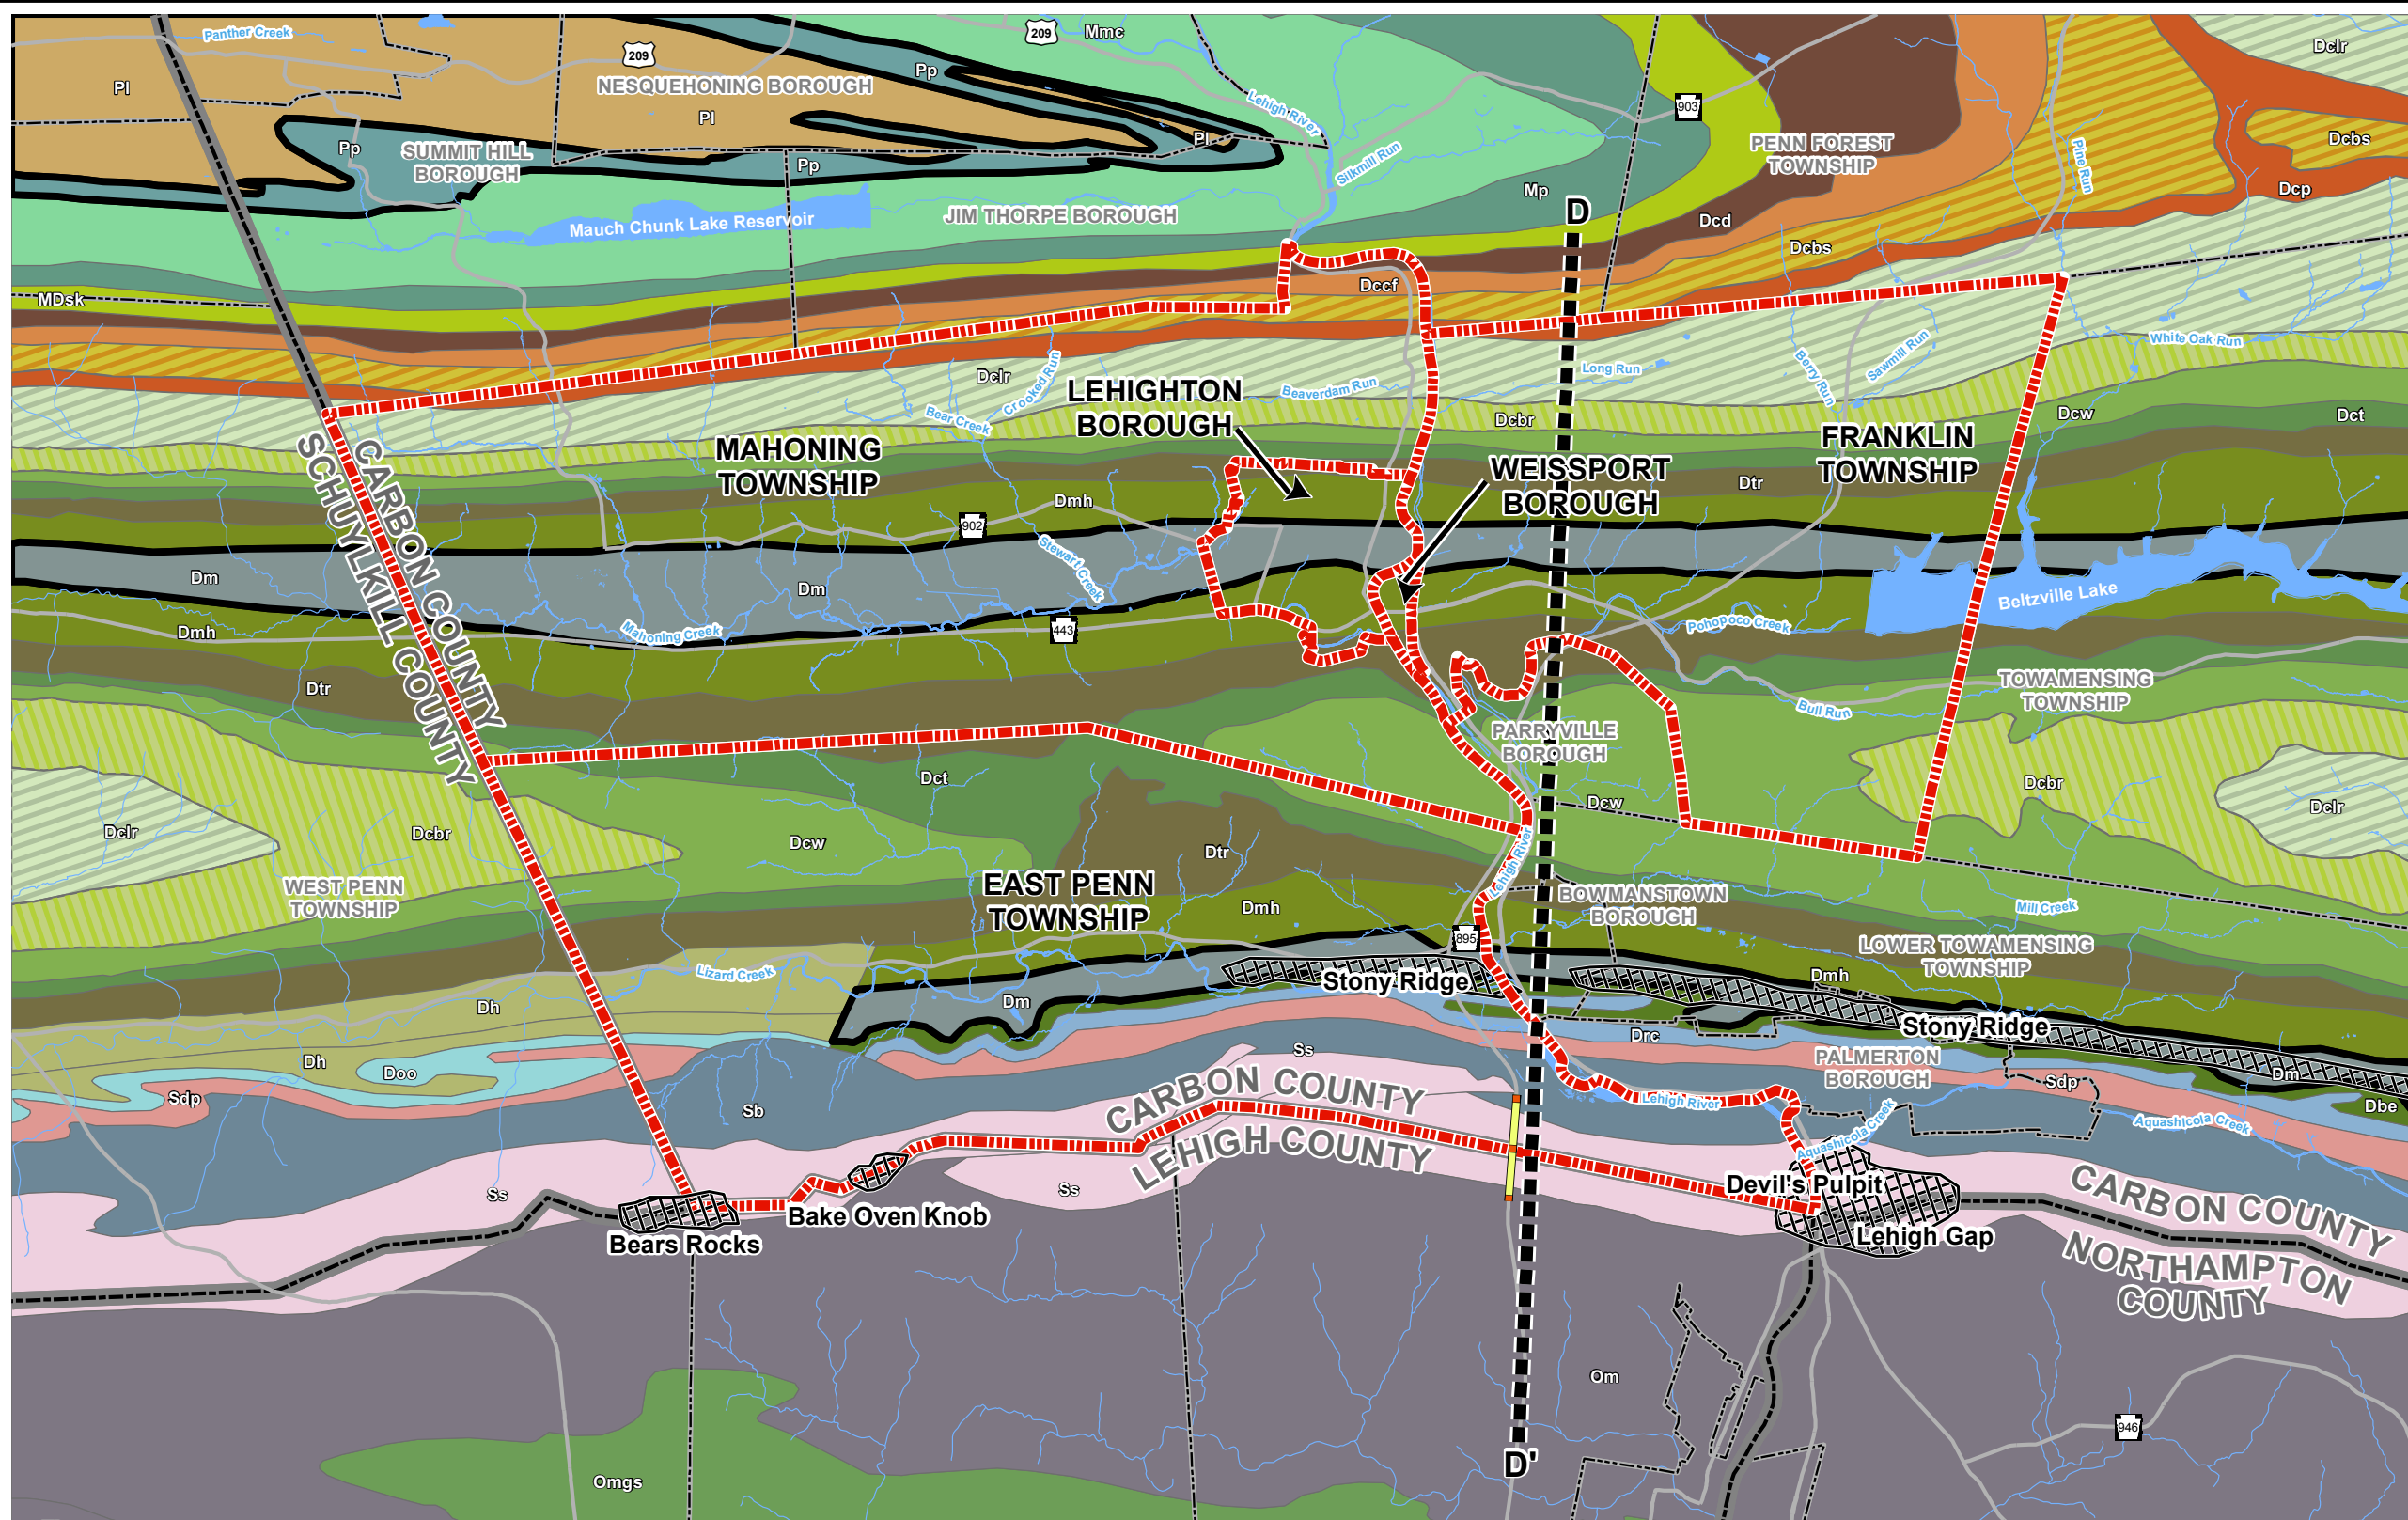 Panther Creek
209
209
Mmc
Dclr
Pl
NESQUEHONING BOROUGH
Pp
Pl
Lehigh River
903
Pl
Pp
SUMMIT HILL
BOROUGH
Pp
Silkmill Run
PENN FOREST
TOWNSHIP
Pine Run
Dcbs
Dcp
Mp
D
Mauch Chunk Lake Reservoir
JIM THORPE BOROUGH
Dcd
Dcbs
MDsk
Dccf
Dclr
Crooked Run
Bear Creek
LEHIGHTON
BOROUGH
Beaverdam Run
Long Run
Berry Run
Sawmill Run
White Oak Run
Dcbr
Dcw
Dct
MAHONING
TOWNSHIP
WEISSPORT
BOROUGH
FRANKLIN
TOWNSHIP
CARBON COUNTY
SCHUYLKILL COUNTY
Dmh
902
Dtr
Stewart Creek
Dm
Dm
Beltzville Lake
Dmh
Mahoning Creek
443
Pohopoco Creek
Dtr
TOWAMENSING
TOWNSHIP
Bull Run
PARRYVILLE
BOROUGH
Dct
Dcw
Dcbr
Dclr
Dclr
Dcbr
Dcw
Dtr
Lehigh River
WEST PENN
TOWNSHIP
EAST PENN
TOWNSHIP
Dmh
BOWMANSTOWN
BOROUGH
Mill Creek
895
LOWER TOWAMENSING
TOWNSHIP
Lizard Creek
Stony Ridge
Dmh
Dh
Dm
Stony Ridge
Drc
Dh
Doo
Ss
PALMERTON
BOROUGH
Sdp
Dm
Sdp
Sb
CARBON COUNTY
LEHIGH COUNTY
Lehigh River
Dbe
Aquashicola Creek
Aquashicola Creek
Ss
Ss
Devil's Pulpit
Bake Oven Knob
Bears Rocks
Lehigh Gap
CARBON COUNTY
NORTHAMPTON
COUNTY
Om
946
D'
Omgs